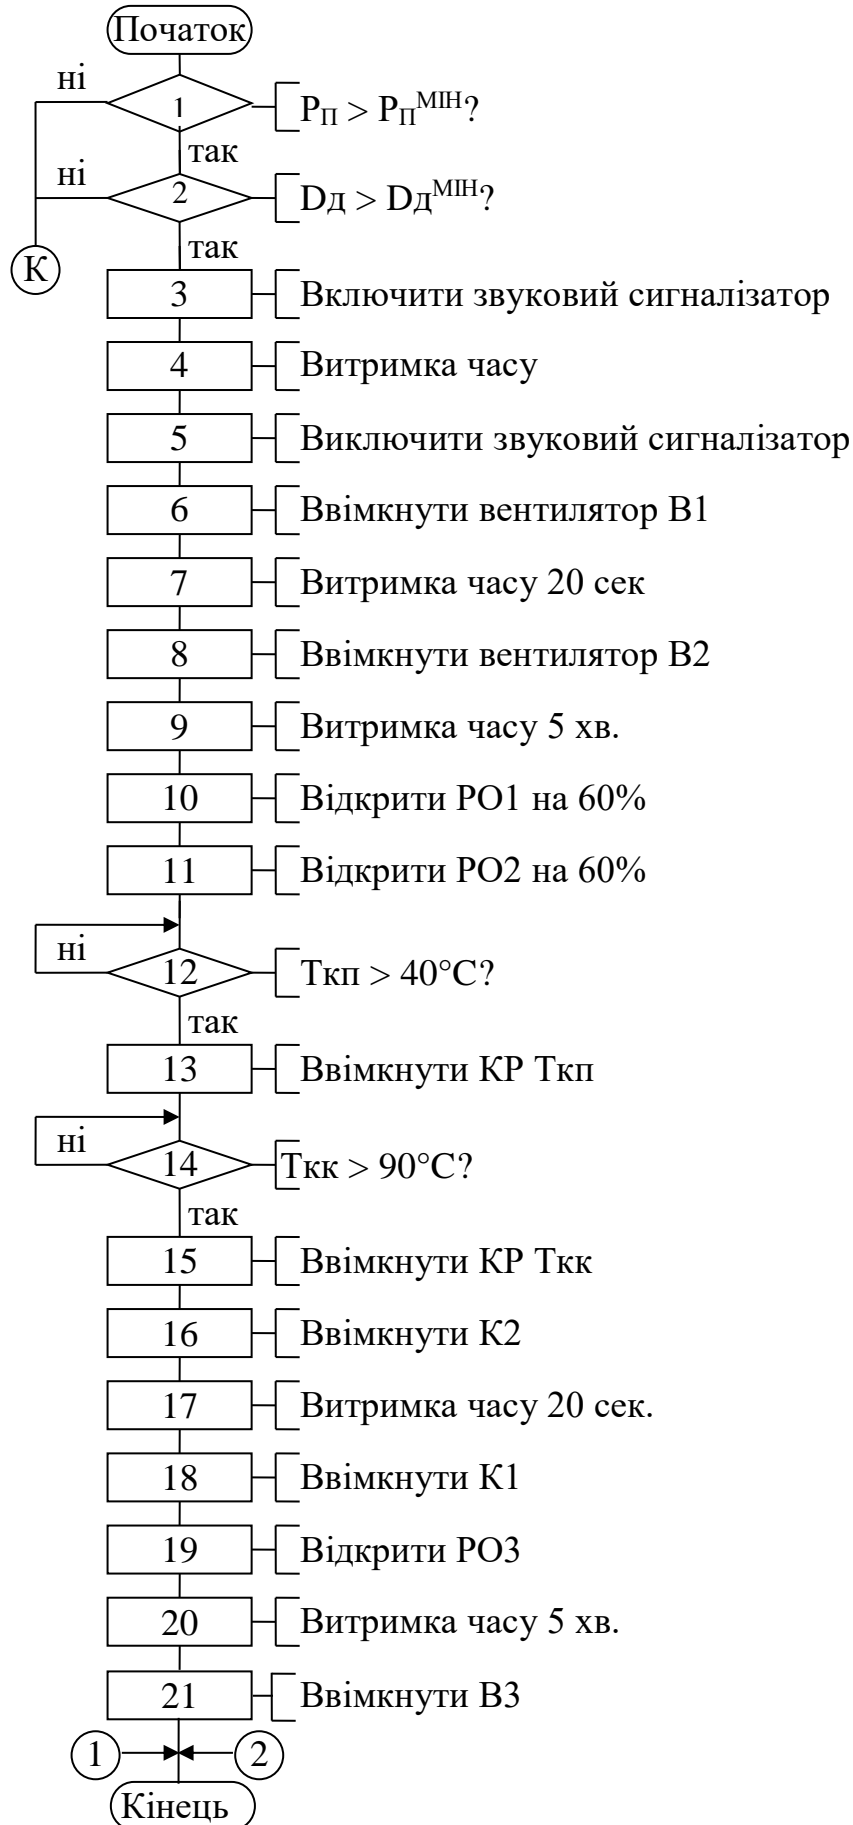 Початок
ні
1 Р_П > Р_П^МІН?
так
ні
2 Dд > Dд^МІН?
так
К
3 Включити звуковий сигналізатор
4 Витримка часу
5 Виключити звуковий сигналізатор
6 Ввімкнути вентилятор В1
7 Витримка часу 20 сек
8 Ввімкнути вентилятор В2
9 Витримка часу 5 хв.
10 Відкрити РО1 на 60%
11 Відкрити РО2 на 60%
ні
12 Ткп > 40°С?
так
13 Ввімкнути КР Ткп
ні
14 Ткк > 90°С?
так
15 Ввімкнути КР Ткк
16 Ввімкнути К2
17 Витримка часу 20 сек.
18 Ввімкнути К1
19 Відкрити РО3
20 Витримка часу 5 хв.
21 Ввімкнути В3
1 2
Кінець